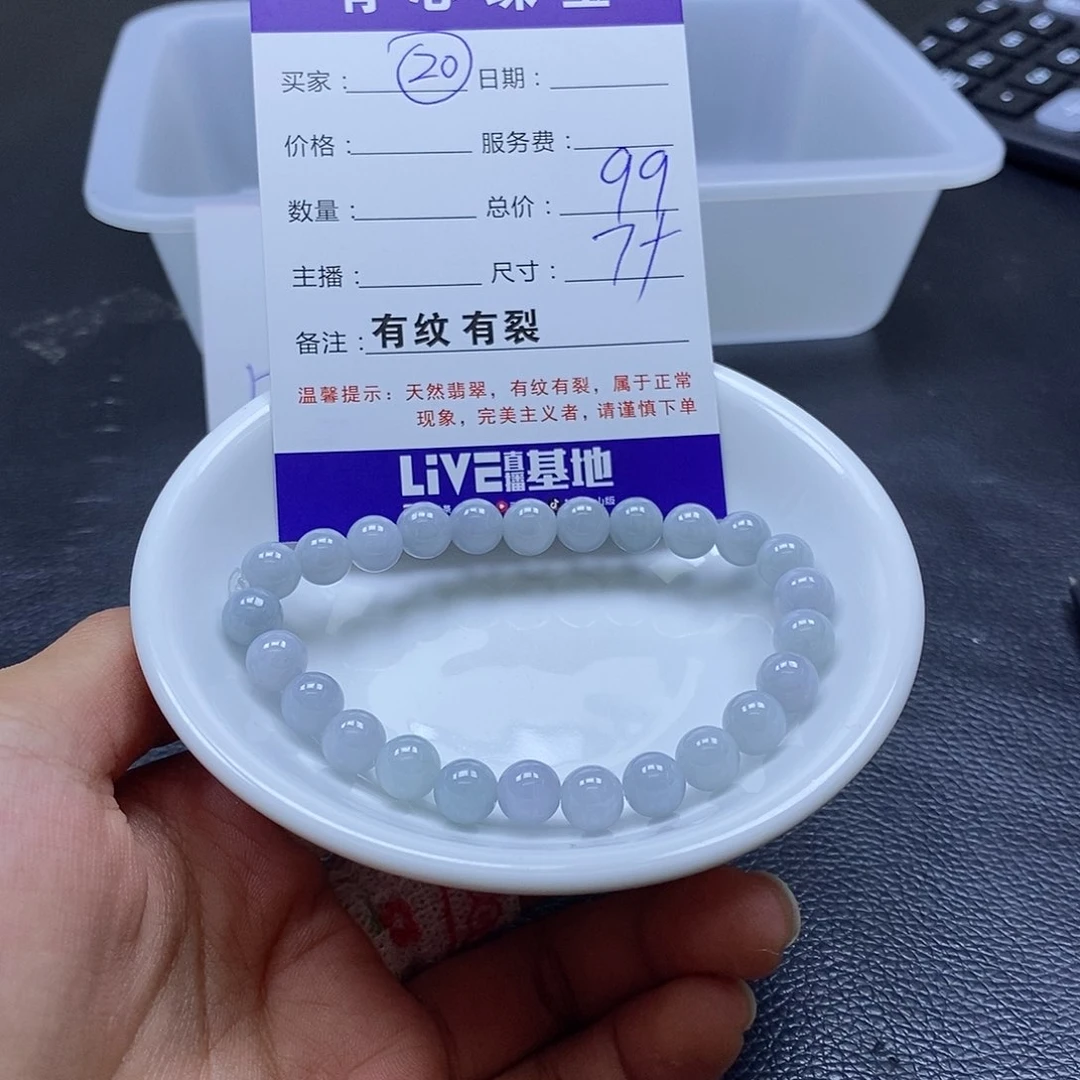 买家：⑳ 日期：
价格： 服务费：
数量： 总价：99
主播： 尺寸：7+
备注：有纹 有裂
温馨提示：天然翡翠，有纹有裂，属于正常
现象，完美主义者，请谨慎下单
LiVE直播基地